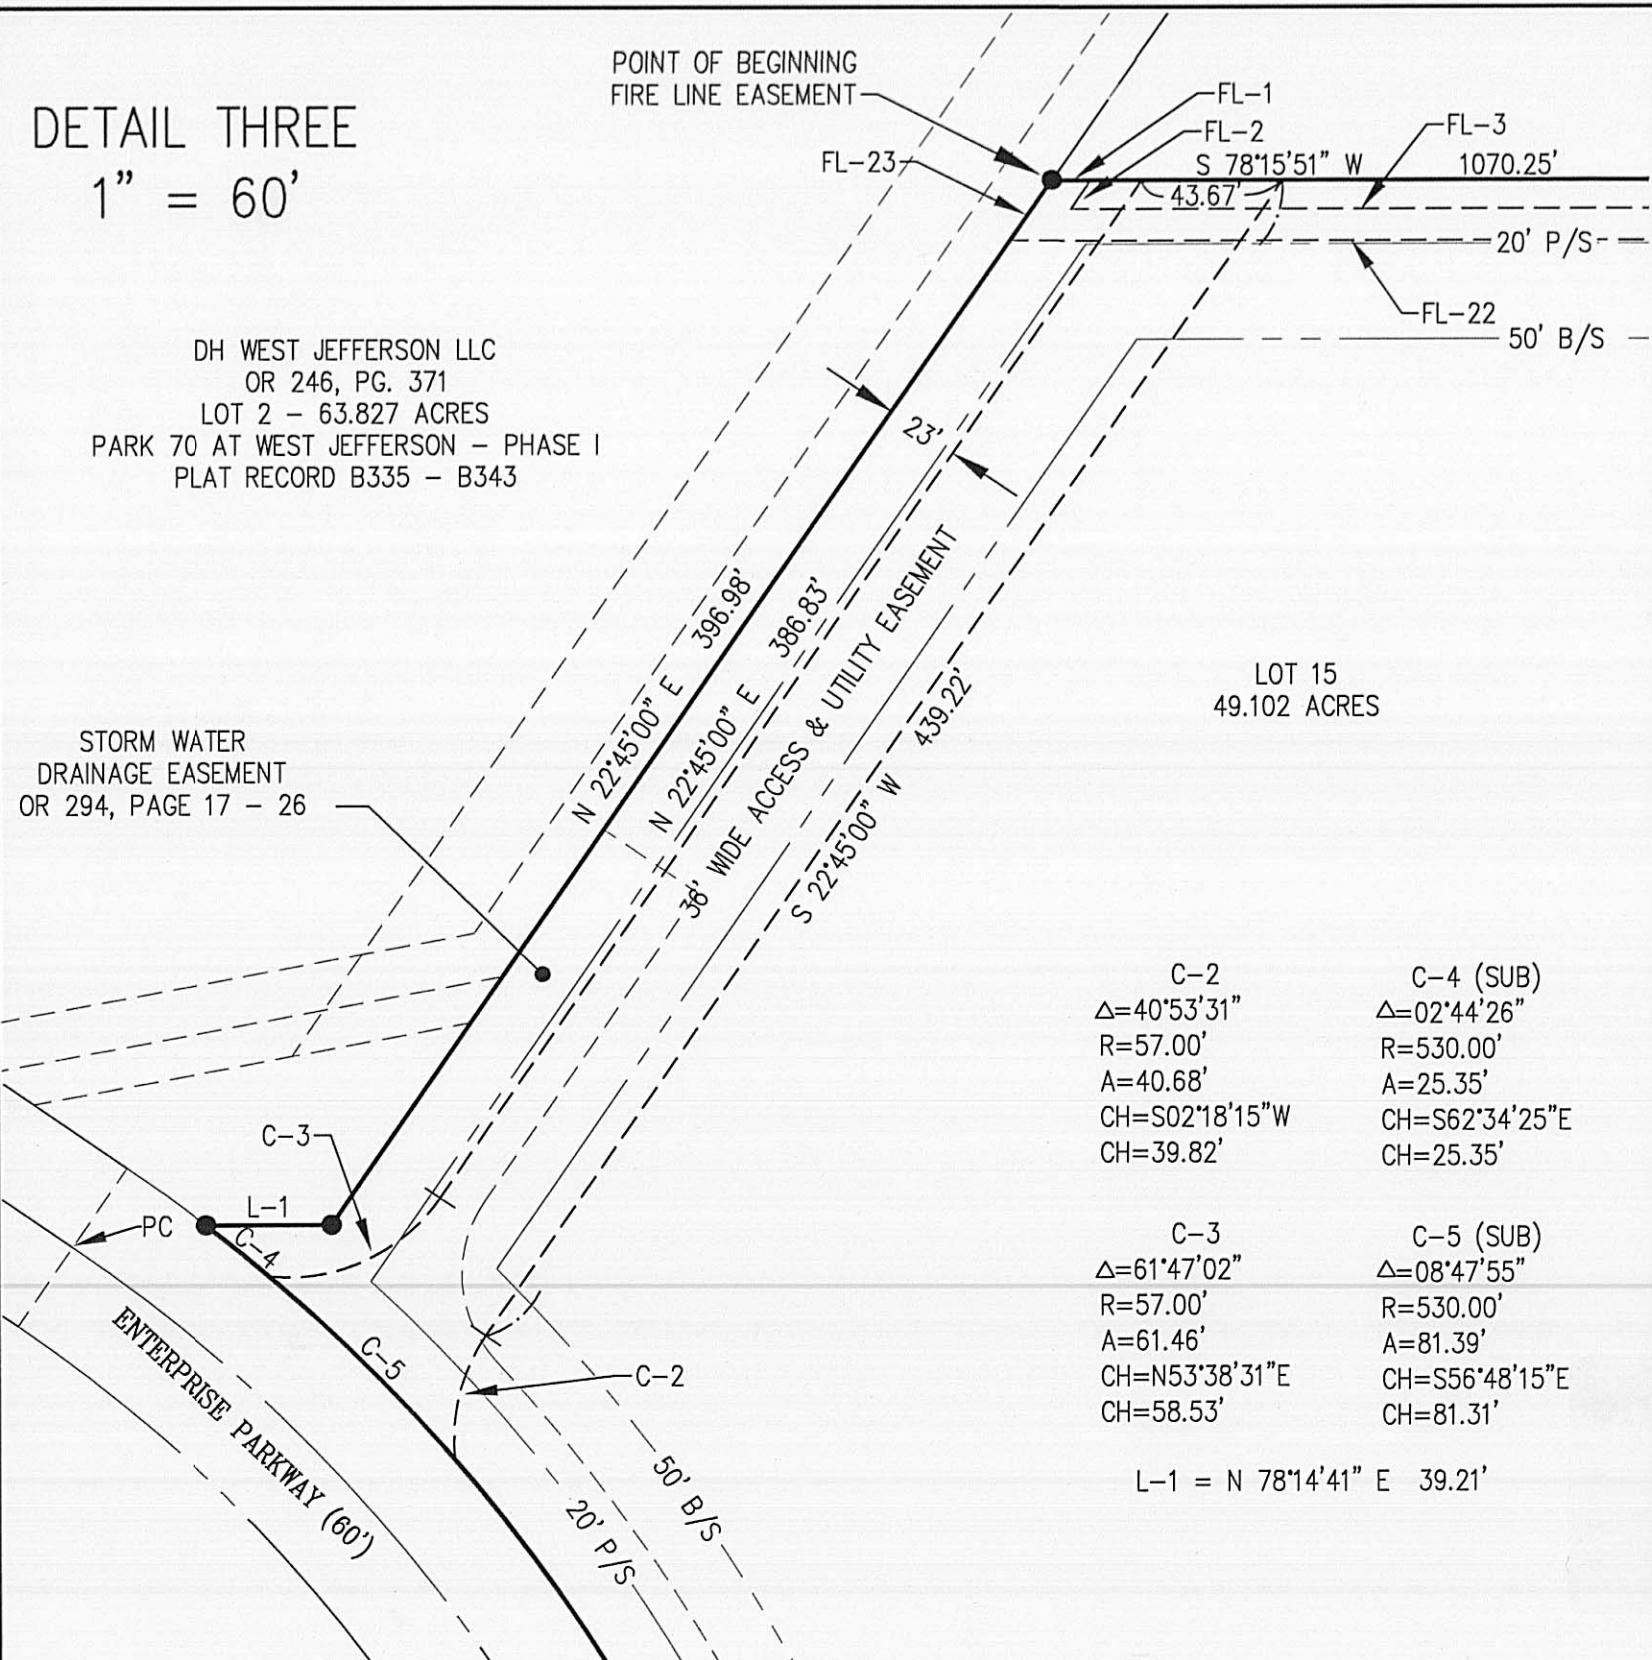 DETAIL THREE
1" = 60'
POINT OF BEGINNING
FIRE LINE EASEMENT
FL-1
FL-2
FL-3
FL-23
S 78°15'51" W 1070.25'
43.67'
20' P/S
FL-22
50' B/S
DH WEST JEFFERSON LLC
OR 246, PG. 371
LOT 2 - 63.827 ACRES
PARK 70 AT WEST JEFFERSON - PHASE I
PLAT RECORD B335 - B343
23'
N 22°45'00" E 396.98'
N 22°45'00" E 386.83'
36' WIDE ACCESS & UTILITY EASEMENT
S 22°45'00" W 439.22'
LOT 15
49.102 ACRES
STORM WATER
DRAINAGE EASEMENT
OR 294, PAGE 17 - 26
C-3
L-1
PC
C-4
C-5
C-2
ENTERPRISE PARKWAY (60')
20' P/S
50' B/S
C-2
Δ=40°53'31"
R=57.00'
A=40.68'
CH=S02°18'15"W
CH=39.82'
C-4 (SUB)
Δ=02°44'26"
R=530.00'
A=25.35'
CH=S62°34'25"E
CH=25.35'
C-3
Δ=61°47'02"
R=57.00'
A=61.46'
CH=N53°38'31"E
CH=58.53'
C-5 (SUB)
Δ=08°47'55"
R=530.00'
A=81.39'
CH=S56°48'15"E
CH=81.31'
L-1 = N 78°14'41" E 39.21'